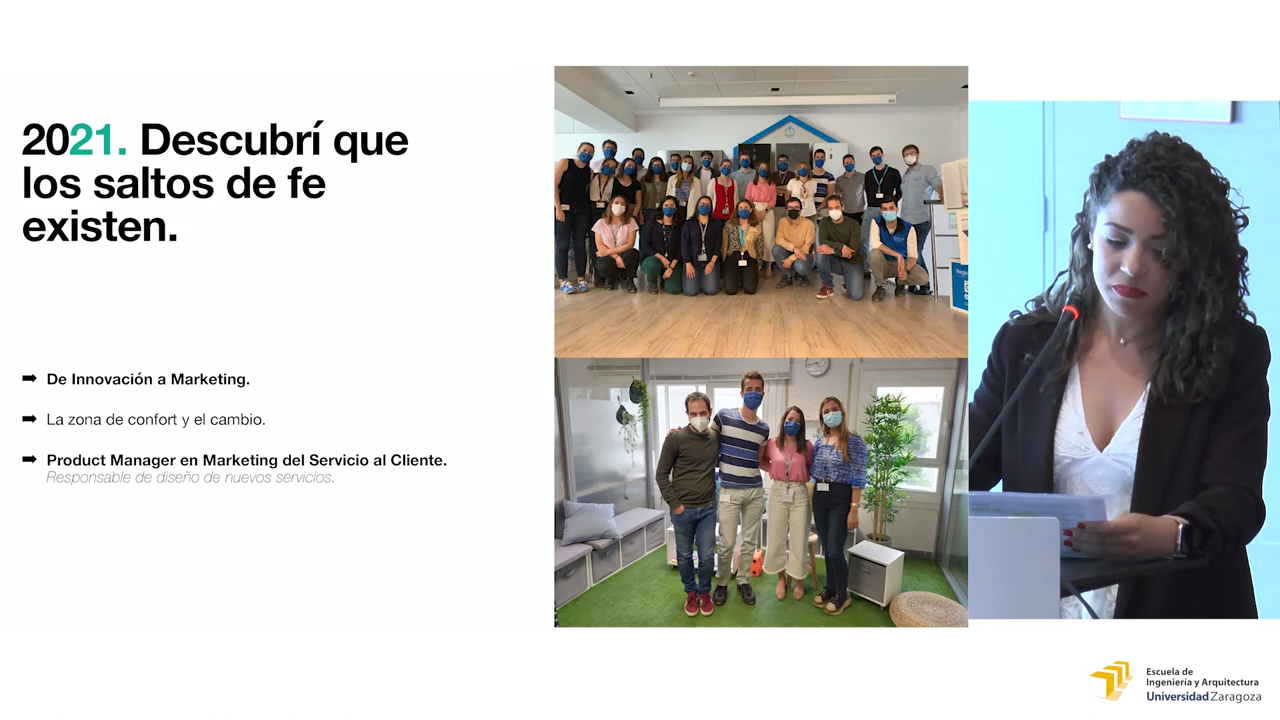 2021. Descubrí que
los saltos de fe
existen.
➡ De Innovación a Marketing.
➡ La zona de confort y el cambio.
➡ Product Manager en Marketing del Servicio al Cliente.
Responsable de diseño de nuevos servicios.
Escuela de
Ingeniería y Arquitectura
Universidad Zaragoza